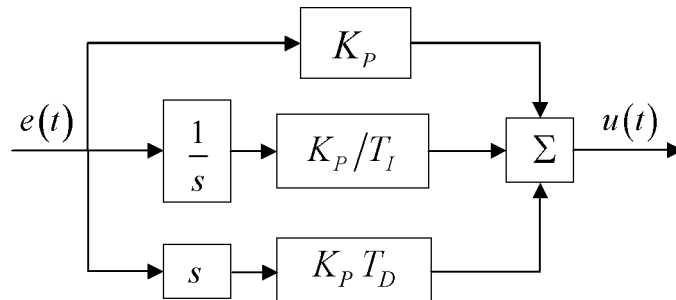 K_P
e(t)
1/s
K_P/T_I
Σ
u(t)
s
K_P T_D